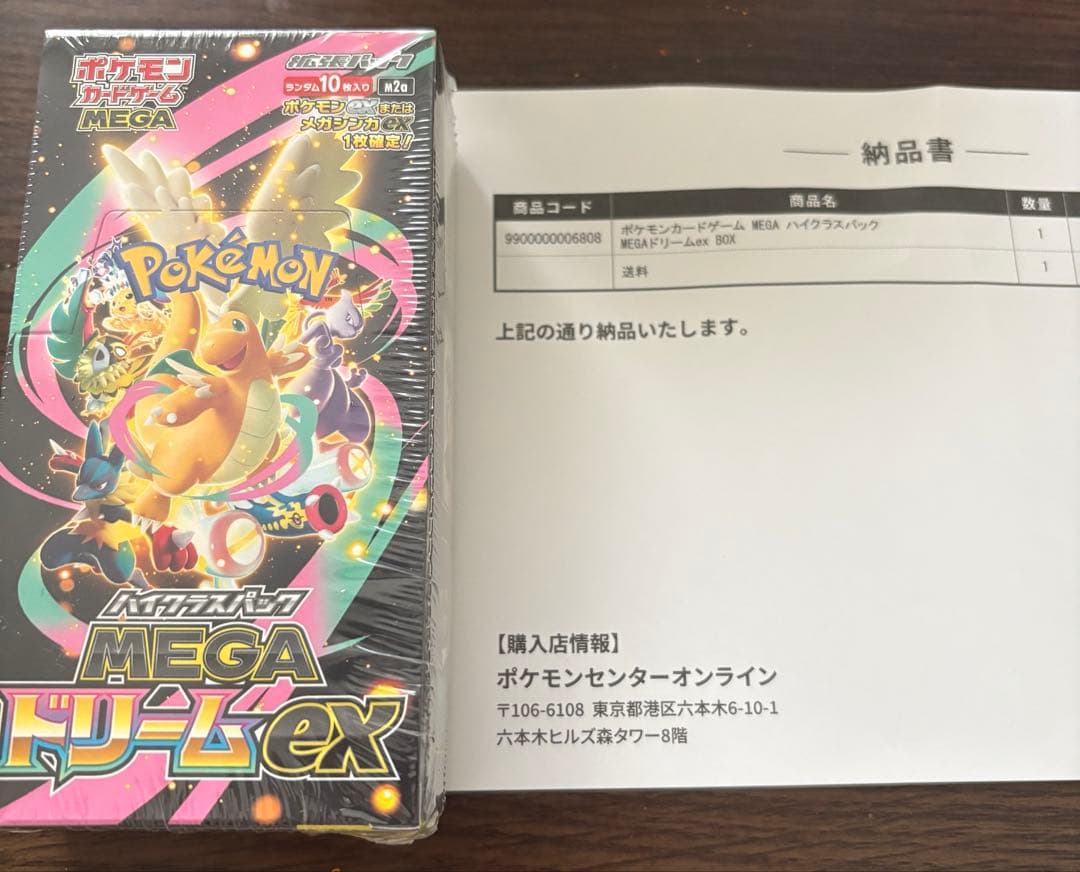 ポケモン
カードゲーム
MEGA
拡張パック
ランダム10枚入り M2a
ポケモンexまたは
メガシンカex
1枚確定!
POKéMON
ハイクラスパック
MEGA
ドリームex
納品書
商品コード 商品名 数量
9900000006808 ポケモンカードゲーム MEGA ハイクラスパック 1
MEGAドリームex BOX
送料 1
上記の通り納品いたします。
【購入店情報】
ポケモンセンターオンライン
〒106-6108 東京都港区六本木6-10-1
六本木ヒルズ森タワー8階